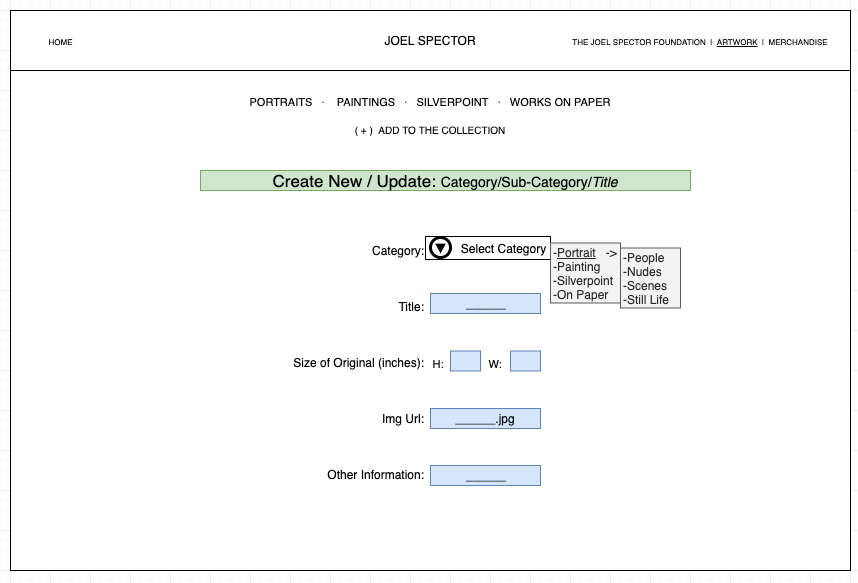 HOME JOEL SPECTOR THE JOEL SPECTOR FOUNDATION | ARTWORK | MERCHANDISE
PORTRAITS · PAINTINGS · SILVERPOINT · WORKS ON PAPER
( + ) ADD TO THE COLLECTION
Create New / Update: Category/Sub-Category/Title
Category: Select Category
-Portrait ->
-Painting
-Silverpoint
-On Paper
-People
-Nudes
-Scenes
-Still Life
Title: ______
Size of Original (inches): H: W:
Img Url: ______.jpg
Other Information: ______